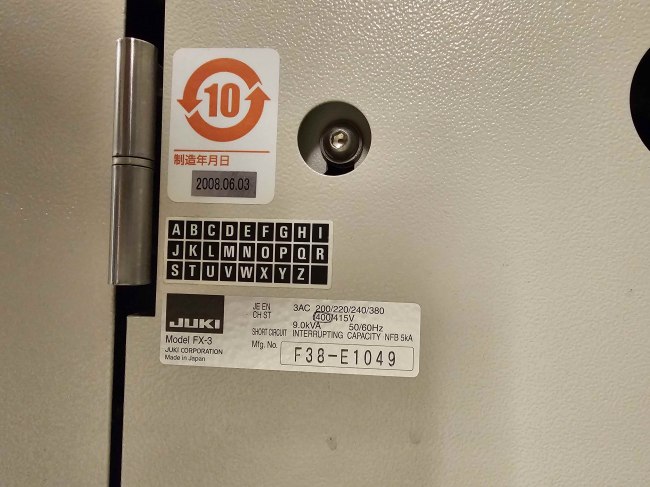 10
制造年月日
2008.06.03
A B C D E F G H I
J K L M N O P Q R
S T U V W X Y Z
JUKI
Model FX-3
JUKI CORPORATION
Made in Japan
JE EN
CH ST
3AC 200/220/240/380
400/415V
9.0kVA 50/60Hz
SHORT CIRCUIT INTERRUPTING CAPACITY NFB 5kA
Mfg. No. F38-E1049